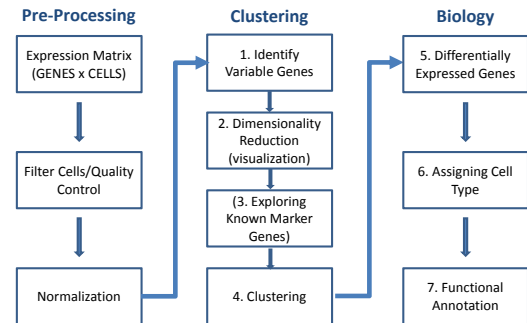 Pre-Processing
Expression Matrix
(GENES x CELLS)
Filter Cells/Quality
Control
Normalization
Clustering
1. Identify
Variable Genes
2. Dimensionality
Reduction
(visualization)
(3. Exploring
Known Marker
Genes)
4. Clustering
Biology
5. Differentially
Expressed Genes
6. Assigning Cell
Type
7. Functional
Annotation